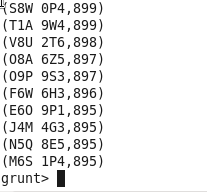 (S8W 0P4,899)
(T1A 9W4,899)
(V8U 2T6,898)
(O8A 6Z5,897)
(O9P 9S3,897)
(F6W 6H3,896)
(E6O 9P1,895)
(J4M 4G3,895)
(N5Q 8E5,895)
(M6S 1P4,895)
grunt>